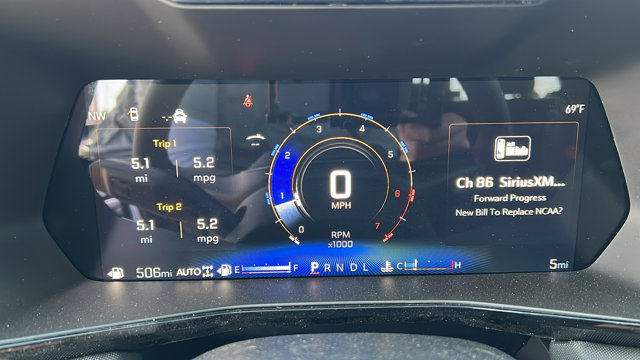 NW
69°F
Trip 1
5.1 mi
5.2 mpg
Trip 2
5.1 mi
5.2 mpg
0
1
2
3
4
5
6
7
0
MPH
RPM
x1000
Ch 86 SiriusXM...
Forward Progress
New Bill To Replace NCAA?
506mi AUTO E F P R N D L C H 5mi